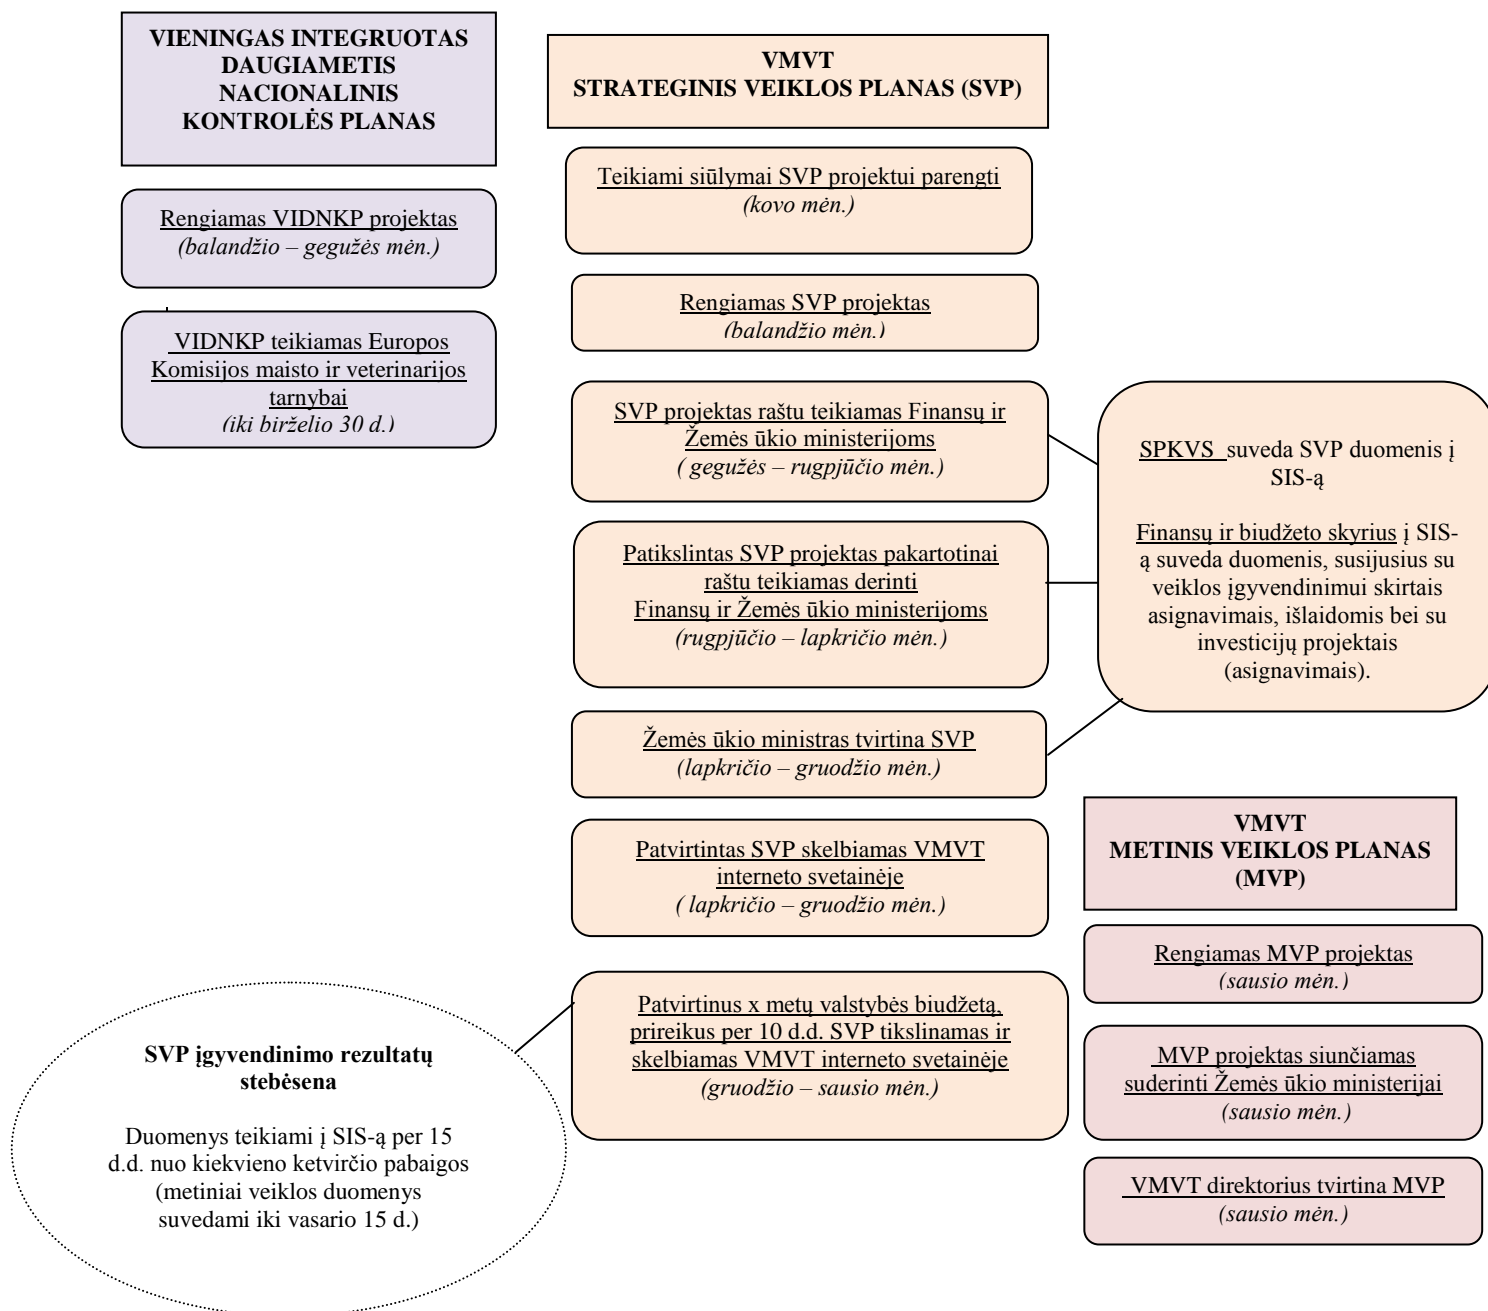 VIENINGAS INTEGRUOTAS
DAUGIAMETIS
NACIONALINIS
KONTROLĖS PLANAS
Rengiamas VIDNKP projektas
(balandžio – gegužės mėn.)
VIDNKP teikiamas Europos
Komisijos maisto ir veterinarijos
tarnybai
(iki birželio 30 d.)
VMVT
STRATEGINIS VEIKLOS PLANAS (SVP)
Teikiami siūlymai SVP projektui parengti
(kovo mėn.)
Rengiamas SVP projektas
(balandžio mėn.)
SVP projektas raštu teikiamas Finansų ir
Žemės ūkio ministerijoms
( gegužės – rugpjūčio mėn.)
Patikslintas SVP projektas pakartotinai
raštu teikiamas derinti
Finansų ir Žemės ūkio ministerijoms
(rugpjūčio – lapkričio mėn.)
Žemės ūkio ministras tvirtina SVP
(lapkričio – gruodžio mėn.)
Patvirtintas SVP skelbiamas VMVT
interneto svetainėje
( lapkričio – gruodžio mėn.)
Patvirtinus x metų valstybės biudžetą,
prireikus per 10 d.d. SVP tikslinamas ir
skelbiamas VMVT interneto svetainėje
(gruodžio – sausio mėn.)
SPKVS suveda SVP duomenis į
SIS-ą
Finansų ir biudžeto skyrius į SIS-
ą suveda duomenis, susijusius su
veiklos įgyvendinimui skirtais
asignavimais, išlaidomis bei su
investicijų projektais
(asignavimais).
SVP įgyvendinimo rezultatų
stebėsena
Duomenys teikiami į SIS-ą per 15
d.d. nuo kiekvieno ketvirčio pabaigos
(metiniai veiklos duomenys
suvedami iki vasario 15 d.)
VMVT
METINIS VEIKLOS PLANAS
(MVP)
Rengiamas MVP projektas
(sausio mėn.)
MVP projektas siunčiamas
suderinti Žemės ūkio ministerijai
(sausio mėn.)
VMVT direktorius tvirtina MVP
(sausio mėn.)